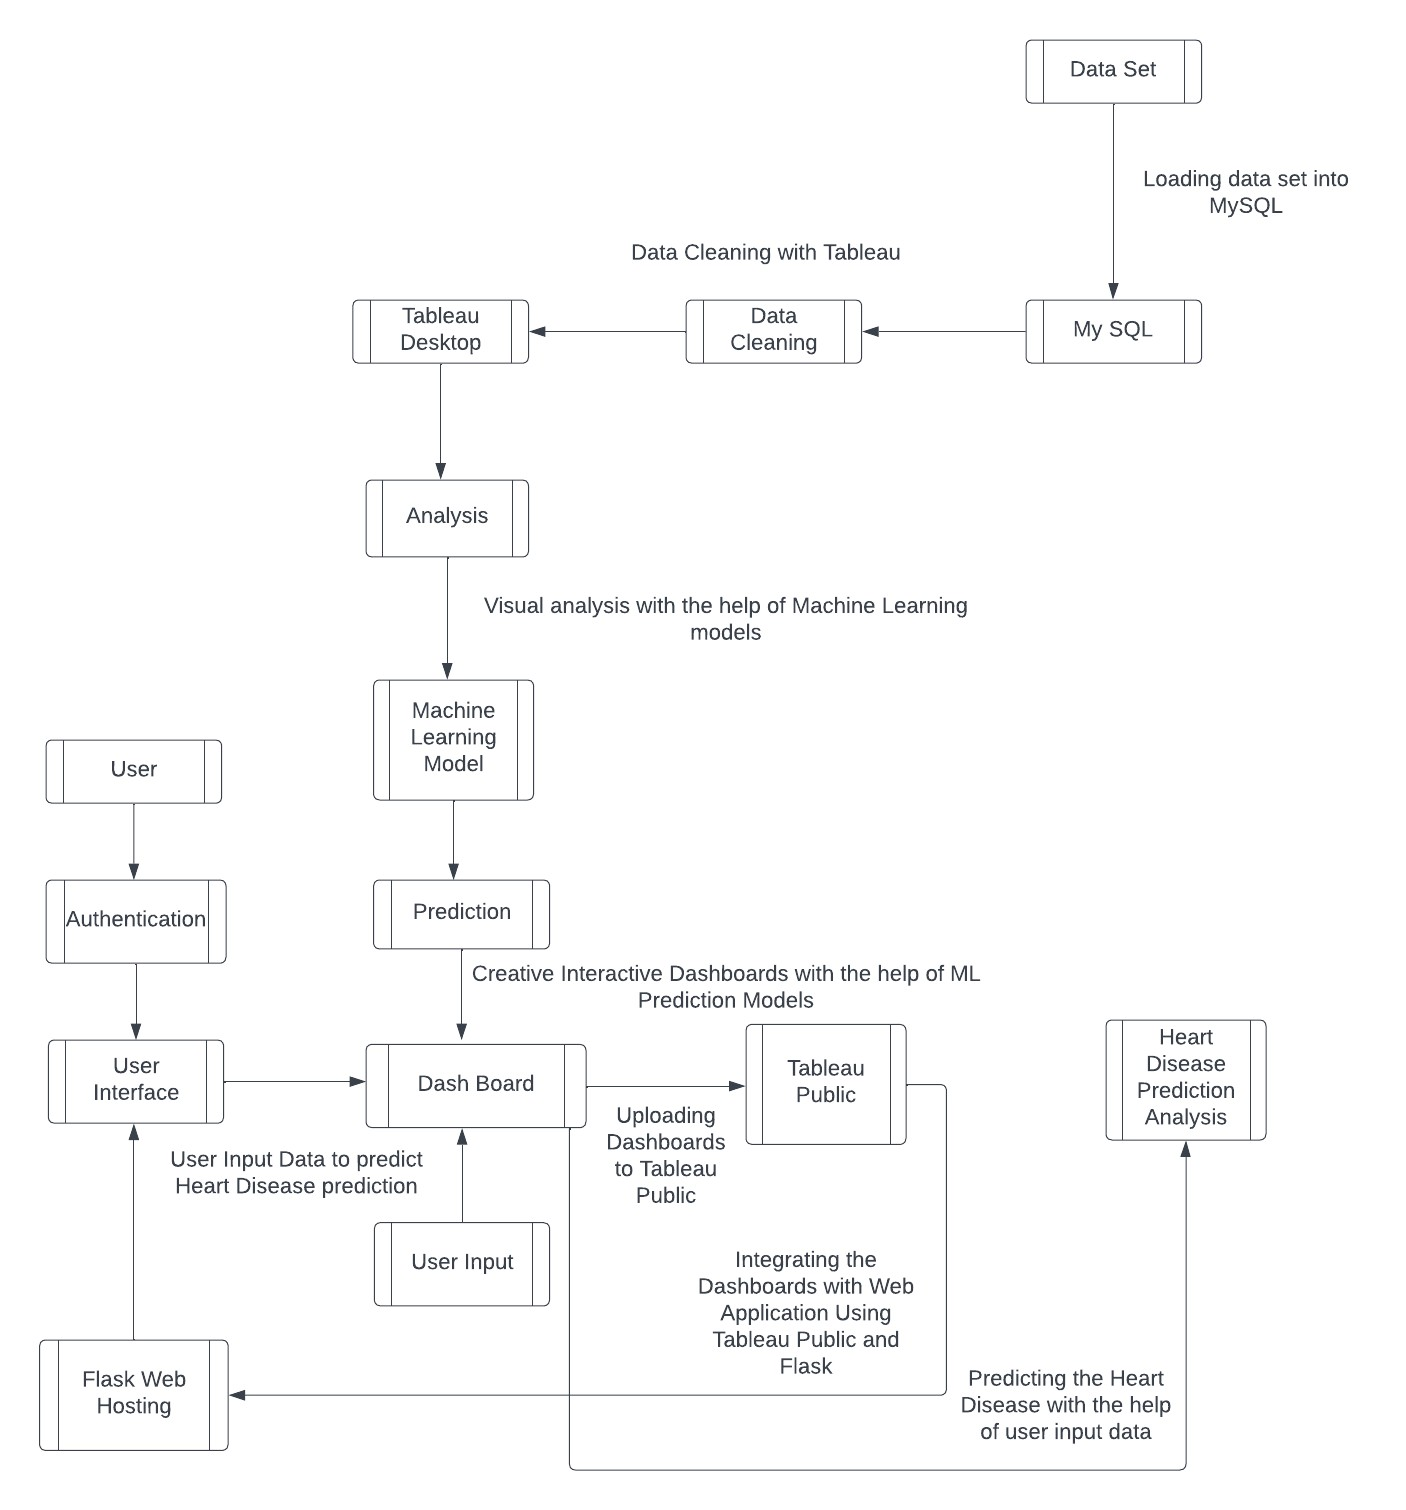 Data Set
Loading data set into
MySQL
Data Cleaning with Tableau
Tableau
Desktop
Data
Cleaning
My SQL
Analysis
Visual analysis with the help of Machine Learning
models
Machine
Learning
Model
User
Authentication
Prediction
Creative Interactive Dashboards with the help of ML
Prediction Models
User
Interface
Dash Board
Tableau
Public
Heart
Disease
Prediction
Analysis
Uploading
Dashboards
to Tableau
Public
User Input Data to predict
Heart Disease prediction
User Input
Integrating the
Dashboards with Web
Application Using
Tableau Public and
Flask
Flask Web
Hosting
Predicting the Heart
Disease with the help
of user input data